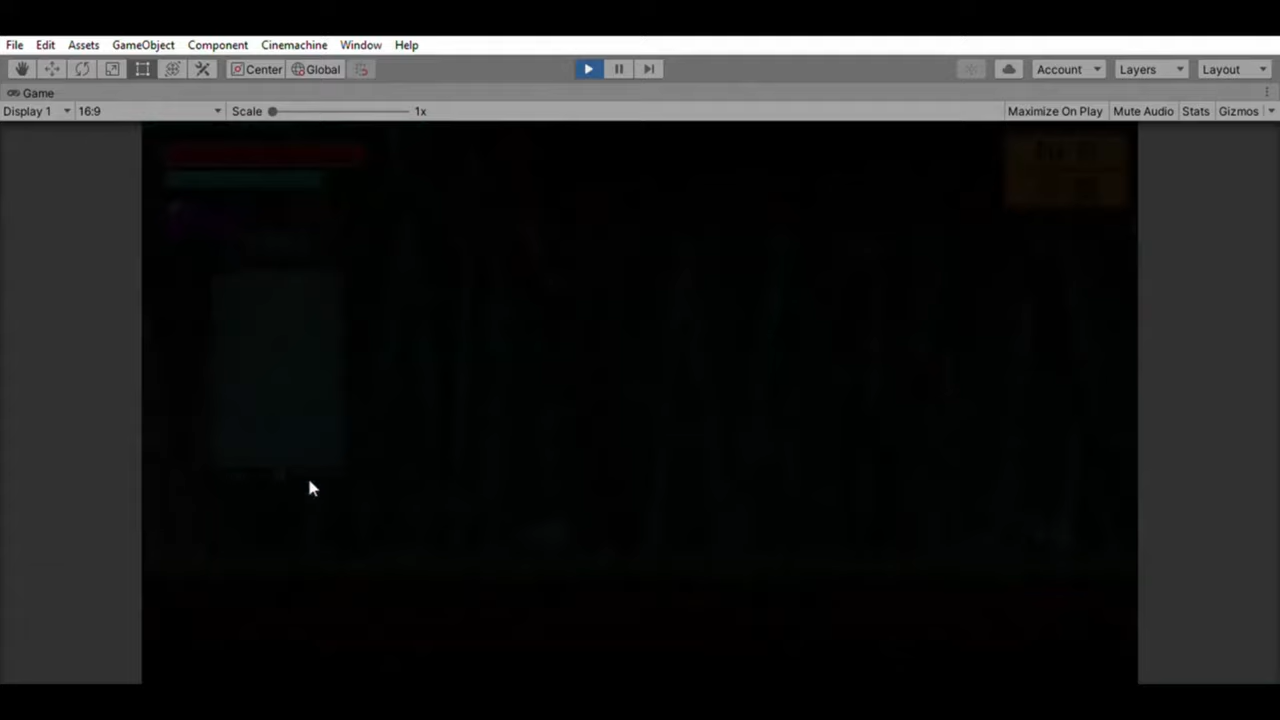 File Edit Assets GameObject Component Cinemachine Window Help
Center Global Account Layers Layout
Game
Display 1 16:9 Scale 1x Maximize On Play Mute Audio Stats Gizmos